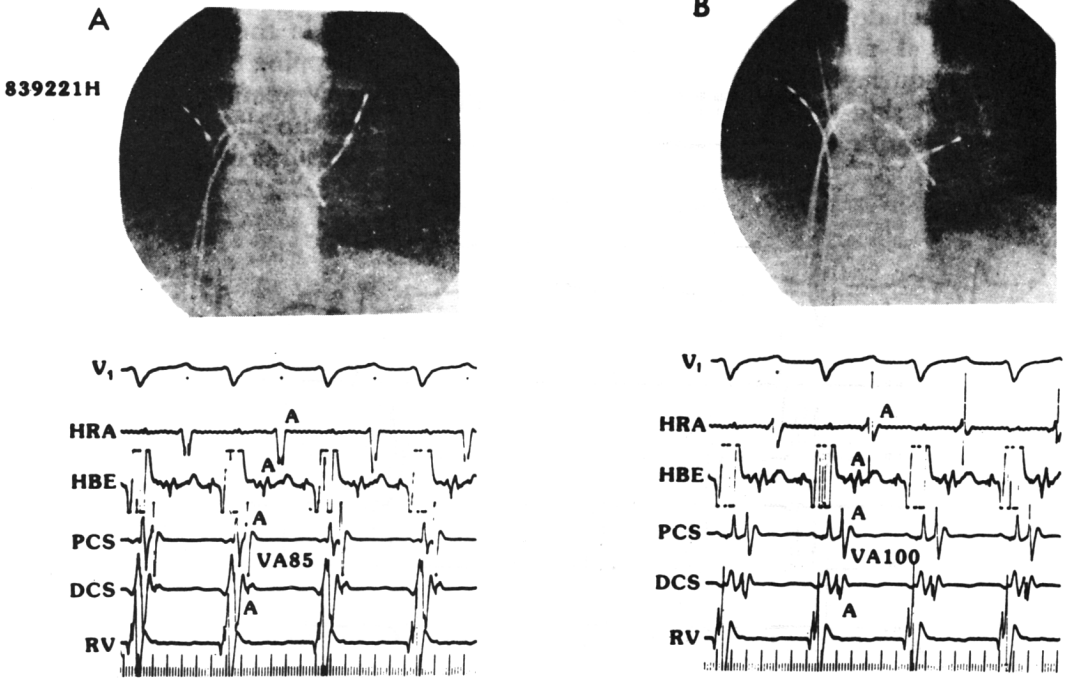 A
B
839221H
V1
HRA
A
HBE
A
PCS
A
VA85
DCS
A
RV
V1
HRA
A
HBE
A
PCS
A
VA100
DCS
A
RV